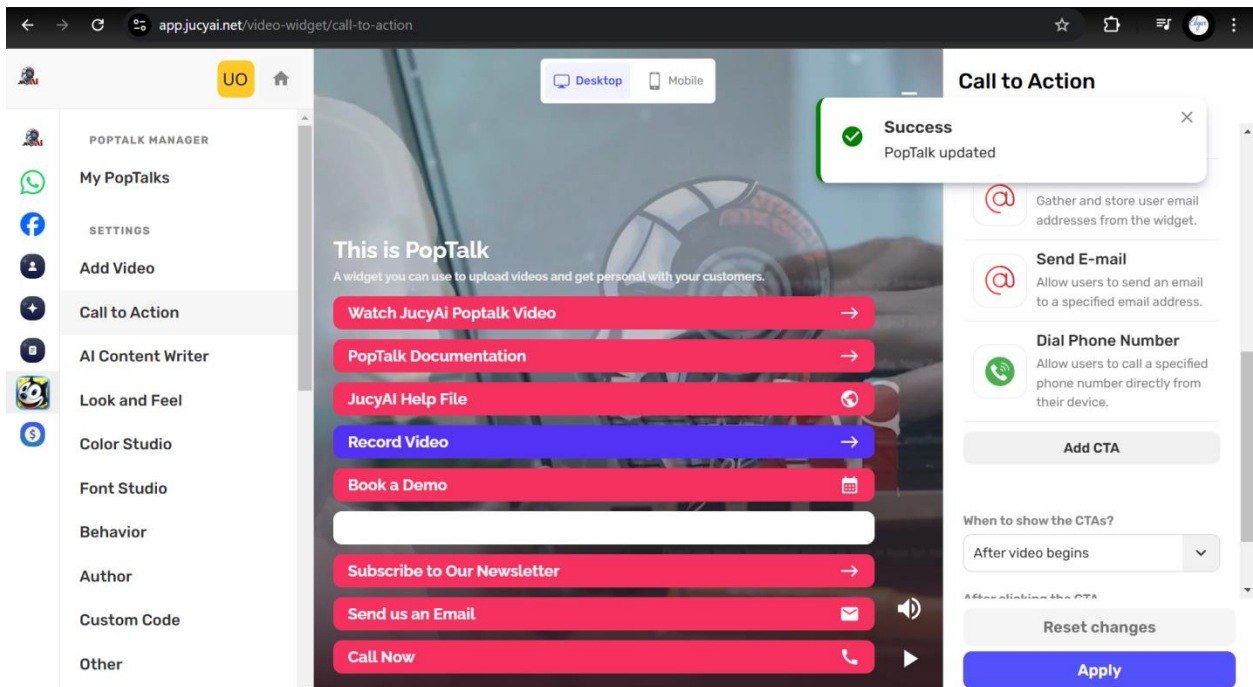 app.jucyai.net/video-widget/call-to-action
UO
POPTALK MANAGER
My PopTalks
SETTINGS
Add Video
Call to Action
AI Content Writer
Look and Feel
Color Studio
Font Studio
Behavior
Author
Custom Code
Other
Desktop
Mobile
This is PopTalk
A widget you can use to upload videos and get personal with your customers.
Watch JucyAi Poptalk Video
PopTalk Documentation
JucyAI Help File
Record Video
Book a Demo
Subscribe to Our Newsletter
Send us an Email
Call Now
Call to Action
Success
PopTalk updated
Gather and store user email
addresses from the widget.
Send E-mail
Allow users to send an email
to a specified email address.
Dial Phone Number
Allow users to call a specified
phone number directly from
their device.
Add CTA
When to show the CTAs?
After video begins
After clicking the CTA
Reset changes
Apply